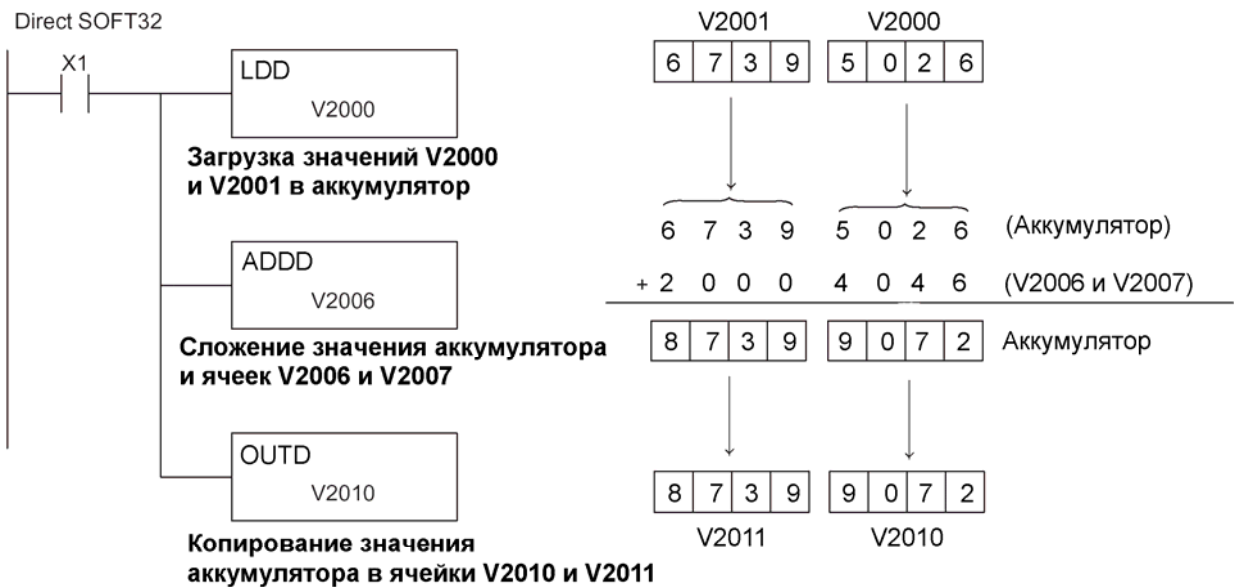 Direct SOFT32
X1
LDD
V2000
Загрузка значений V2000
и V2001 в аккумулятор
ADDD
V2006
Сложение значения аккумулятора
и ячеек V2006 и V2007
OUTD
V2010
Копирование значения
аккумулятора в ячейки V2010 и V2011
V2001 V2000
6 7 3 9 5 0 2 6
6 7 3 9 5 0 2 6 (Аккумулятор)
+ 2 0 0 0 4 0 4 6 (V2006 и V2007)
8 7 3 9 9 0 7 2 Аккумулятор
8 7 3 9 9 0 7 2
V2011 V2010